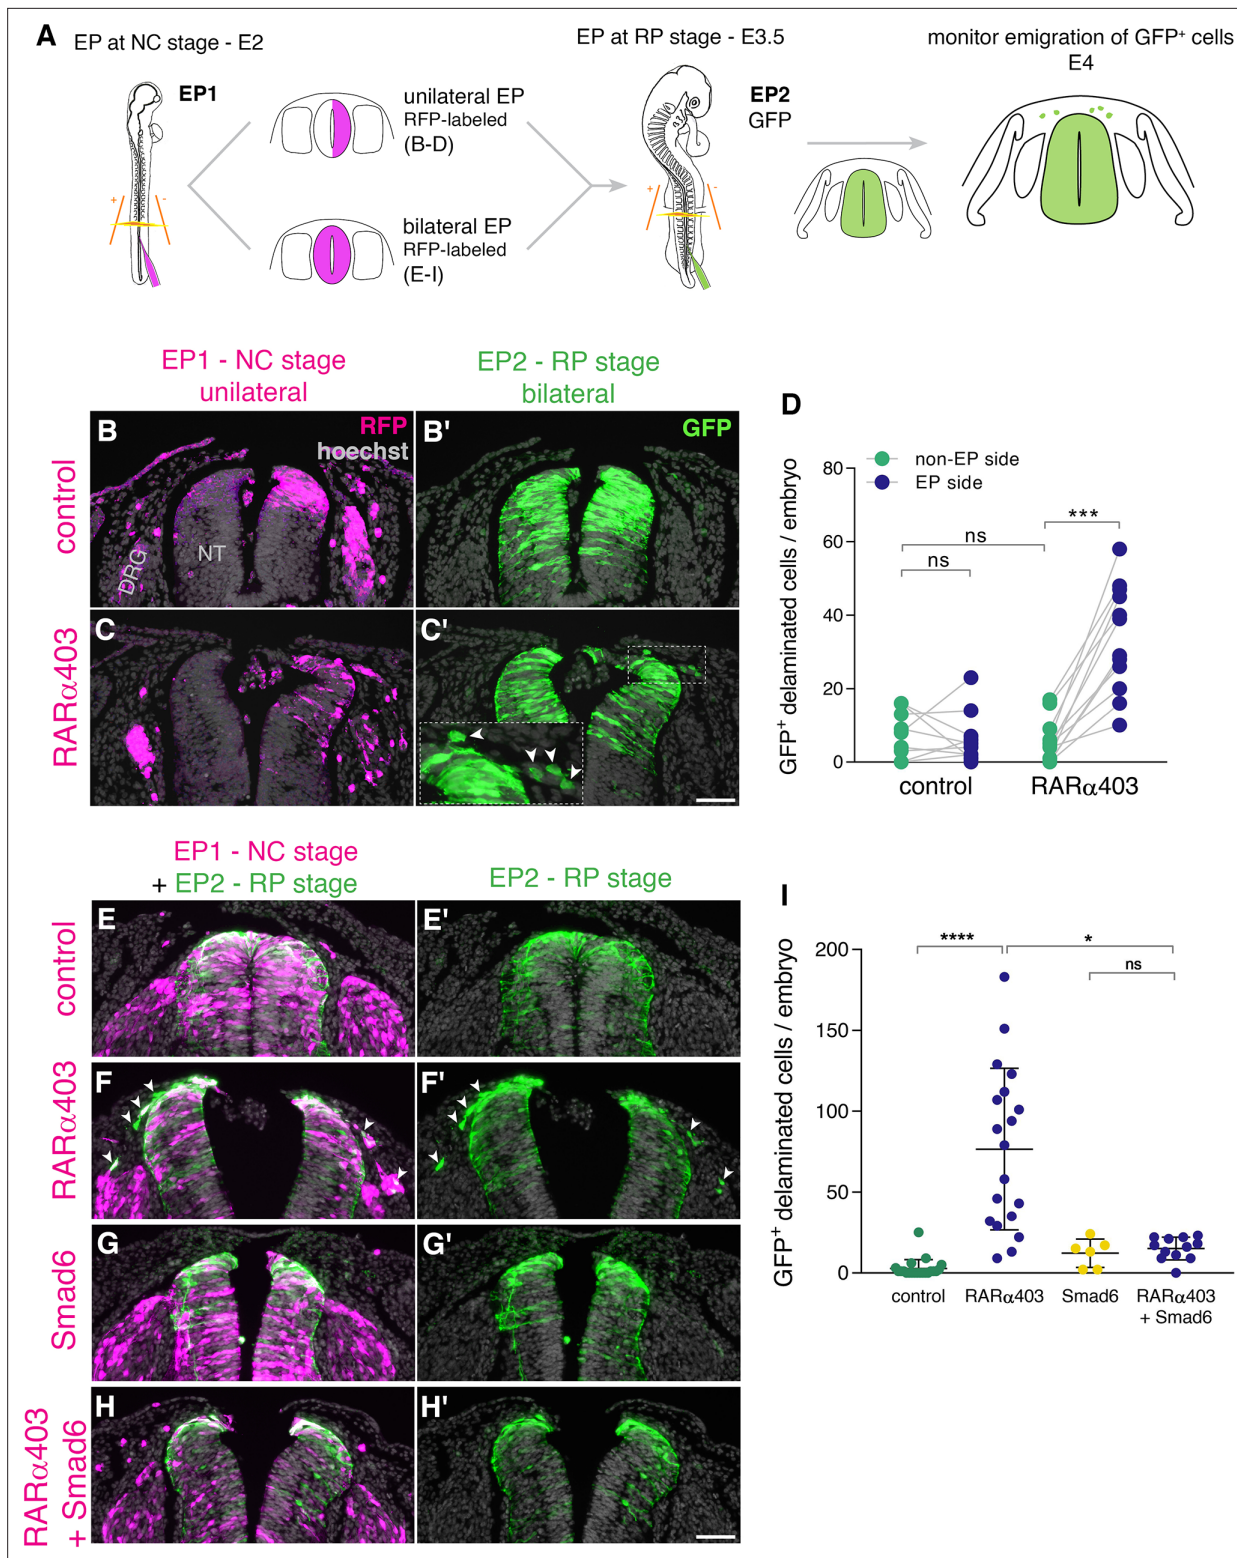 A
EP at NC stage - E2
EP1
unilateral EP
RFP-labeled
(B-D)
bilateral EP
RFP-labeled
(E-I)
+
-
EP at RP stage - E3.5
EP2
GFP
+
-
monitor emigration of GFP⁺ cells
E4
EP1 - NC stage
unilateral
EP2 - RP stage
bilateral
control
B
RFP
hoechst
DRG
NT
B'
GFP
RARα403
C
C'
D
non-EP side
EP side
GFP⁺ delaminated cells / embryo
80
60
40
20
0
ns
ns
***
control
RARα403
EP1 - NC stage
+ EP2 - RP stage
EP2 - RP stage
control
E
E'
RARα403
F
F'
Smad6
G
G'
RARα403
+ Smad6
H
H'
I
GFP⁺ delaminated cells / embryo
200
150
100
50
0
****
*
ns
control
RARα403
Smad6
RARα403
+ Smad6